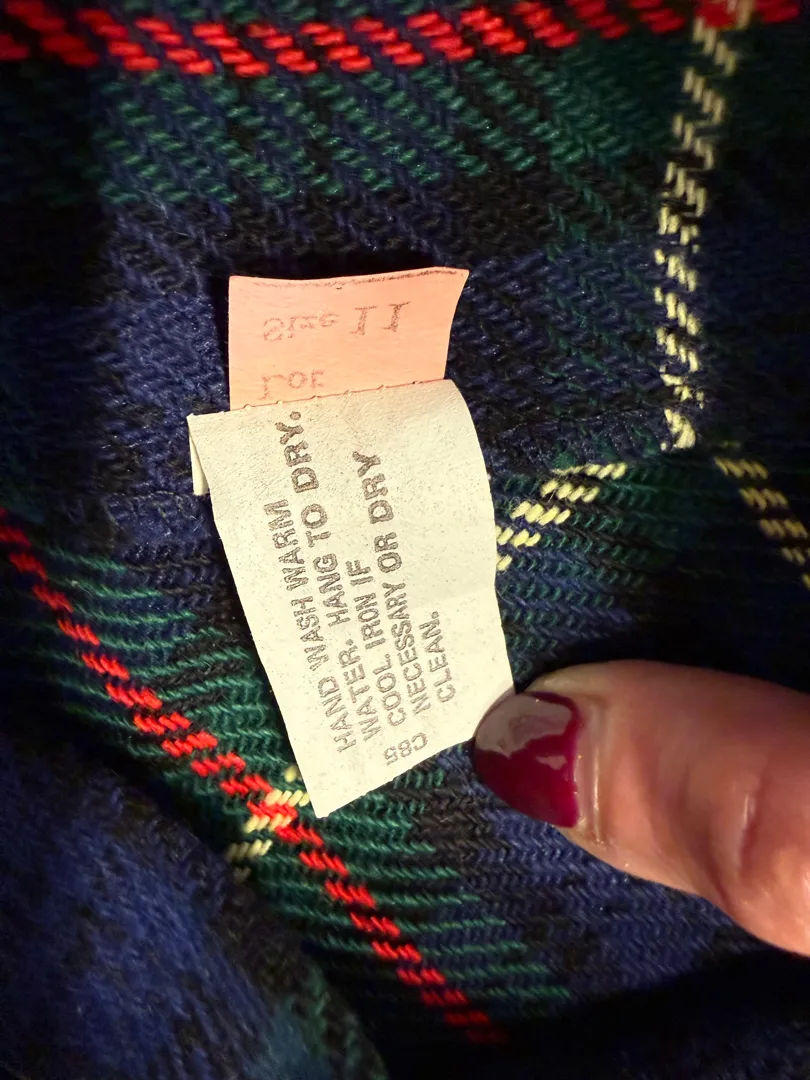 Size 11
Lot
HAND WASH WARM
WATER. HANG TO DRY.
COOL IRON IF
NECESSARY OR DRY
CLEAN.